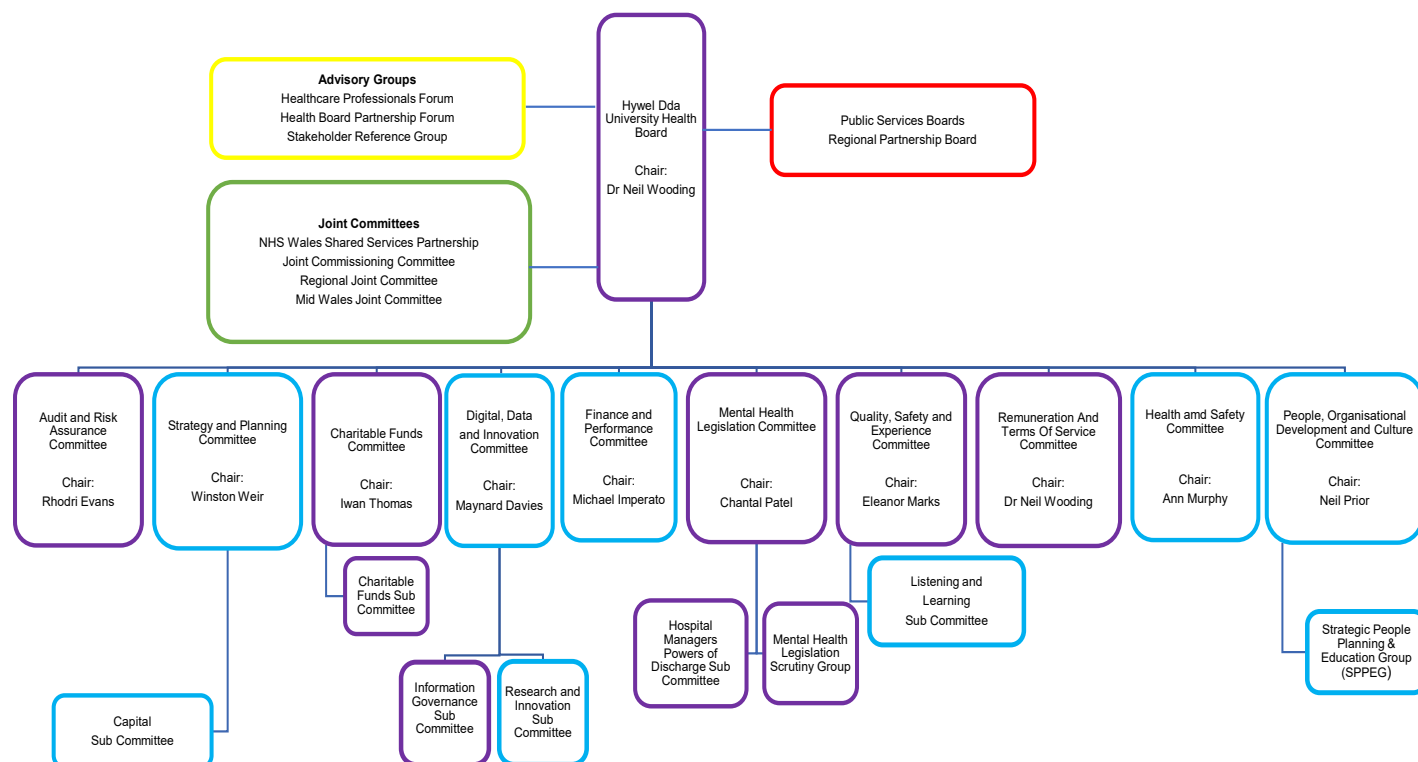 Advisory Groups
Healthcare Professionals Forum
Health Board Partnership Forum
Stakeholder Reference Group
Hywel Dda
University Health
Board
Chair:
Dr Neil Wooding
Public Services Boards
Regional Partnership Board
Joint Committees
NHS Wales Shared Services Partnership
Joint Commissioning Committee
Regional Joint Committee
Mid Wales Joint Committee
Audit and Risk
Assurance
Committee
Chair:
Rhodri Evans
Strategy and Planning
Committee
Chair:
Winston Weir
Charitable Funds
Committee
Chair:
Iwan Thomas
Digital, Data
and Innovation
Committee
Chair:
Maynard Davies
Finance and
Performance
Committee
Chair:
Michael Imperato
Mental Health
Legislation Committee
Chair:
Chantal Patel
Quality, Safety and
Experience
Committee
Chair:
Eleanor Marks
Remuneration And
Terms Of Service
Committee
Chair:
Dr Neil Wooding
Health amd Safety
Committee
Chair:
Ann Murphy
People, Organisational
Development and Culture
Committee
Chair:
Neil Prior
Charitable
Funds Sub
Committee
Listening and
Learning
Sub Committee
Hospital
Managers
Powers of
Discharge Sub
Committee
Mental Health
Legislation
Scrutiny Group
Strategic People
Planning &
Education Group
(SPPEG)
Information
Governance
Sub
Committee
Research and
Innovation
Sub
Committee
Capital
Sub Committee